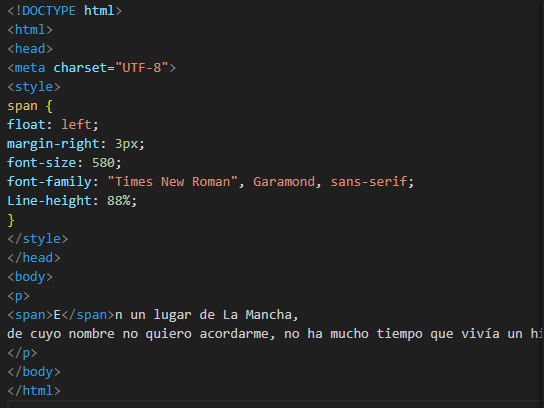 <!DOCTYPE html>
<html>
<head>
<meta charset="UTF-8">
<style>
span {
float: left;
margin-right: 3px;
font-size: 580;
font-family: "Times New Roman", Garamond, sans-serif;
Line-height: 88%;
}
</style>
</head>
<body>
<p>
<span>E</span>n un lugar de La Mancha,
de cuyo nombre no quiero acordarme, no ha mucho tiempo que vivía un hi
</p>
</body>
</html>